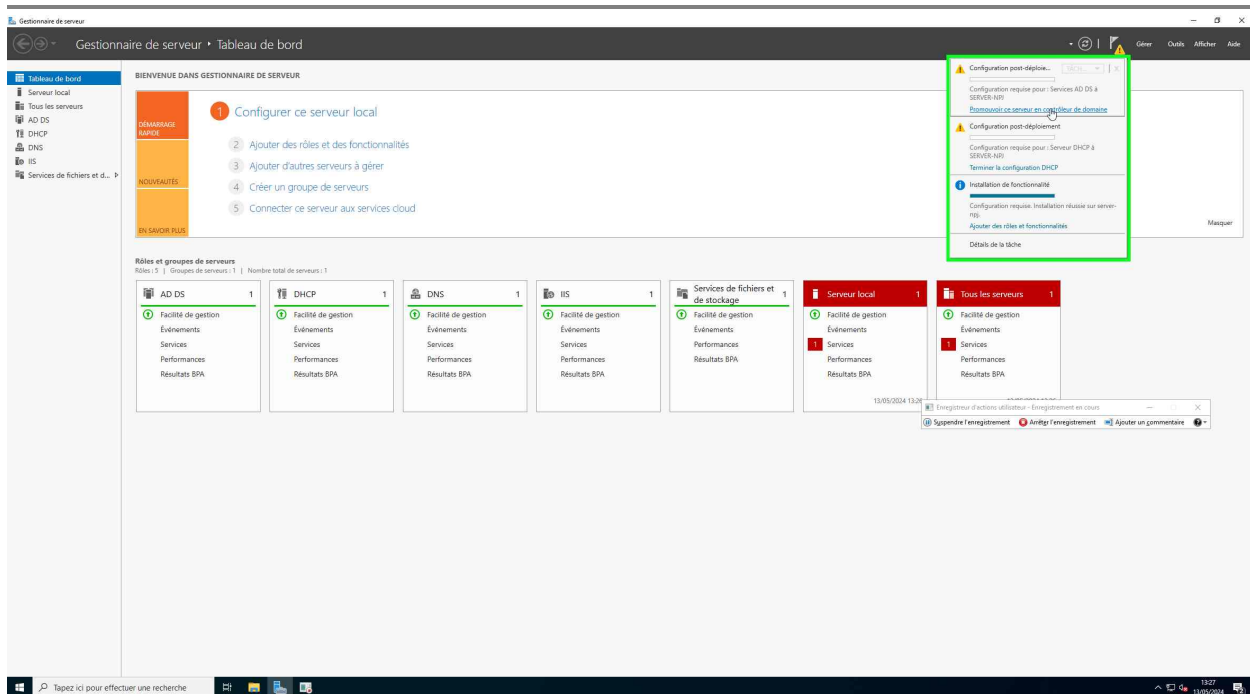 Gestionnaire de serveur
Gestionnaire de serveur • Tableau de bord
Gérer Outils Afficher Aide
Tableau de bord
Serveur local
Tous les serveurs
AD DS
DHCP
DNS
IIS
Services de fichiers et d...
BIENVENUE DANS GESTIONNAIRE DE SERVEUR
DÉMARRAGE
RAPIDE
NOUVEAUTÉS
EN SAVOIR PLUS
1 Configurer ce serveur local
2 Ajouter des rôles et des fonctionnalités
3 Ajouter d'autres serveurs à gérer
4 Créer un groupe de serveurs
5 Connecter ce serveur aux services cloud
Masquer
Configuration post-déploie...
Configuration requise pour : Services AD DS à
SERVER-NPJ
Promouvoir ce serveur en contrôleur de domaine
Configuration post-déploiement
Configuration requise pour : Serveur DHCP à
SERVER-NPJ
Terminer la configuration DHCP
Installation de fonctionnalité
Configuration requise. Installation réussie sur server-
npj.
Ajouter des rôles et fonctionnalités
Détails de la tâche
Rôles et groupes de serveurs
Rôles : 5 | Groupes de serveurs : 1 | Nombre total de serveurs : 1
AD DS 1
Facilité de gestion
Événements
Services
Performances
Résultats BPA
DHCP 1
Facilité de gestion
Événements
Services
Performances
Résultats BPA
DNS 1
Facilité de gestion
Événements
Services
Performances
Résultats BPA
IIS 1
Facilité de gestion
Événements
Services
Performances
Résultats BPA
Services de fichiers et
de stockage 1
Facilité de gestion
Événements
Services
Performances
Résultats BPA
Serveur local 1
Facilité de gestion
Événements
1 Services
Performances
Résultats BPA
13/05/2024 13:26
Tous les serveurs 1
Facilité de gestion
Événements
1 Services
Performances
Résultats BPA
Enregistreur d'actions utilisateur - Enregistrement en cours
Suspendre l'enregistrement Arrêter l'enregistrement Ajouter un commentaire
Tapez ici pour effectuer une recherche
13:27
13/05/2024